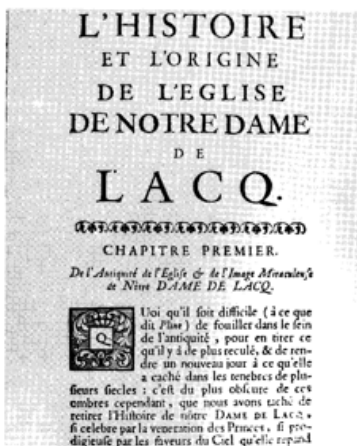 L'HISTOIRE
ET L'ORIGINE
DE L'EGLISE
DE NOTRE DAME
DE
LACQ.
CHAPITRE PREMIER.
De l'Antiquité de l'Eglise & de l'Image Miraculeuse
de Nôtre DAME DE LACQ.
QUoi qu'il soit difficile (à ce que
dit Pline) de fouiller dans le sein
de l'antiquité, pour en tirer ce
qu'il y à de plus reculé, & de ren-
dre un nouveau jour à ce qu'elle
a caché dans les tenebres de plu-
sieurs siecles : c'est du plus obscure de ces
ombres cependant, que nous avons taché de
retirer l'Histoire de nôtre DAME DE LACQ,
si celebre par la veneration des Princes, si pro-
digieuse par les faveurs du Ciel qu'elle repand